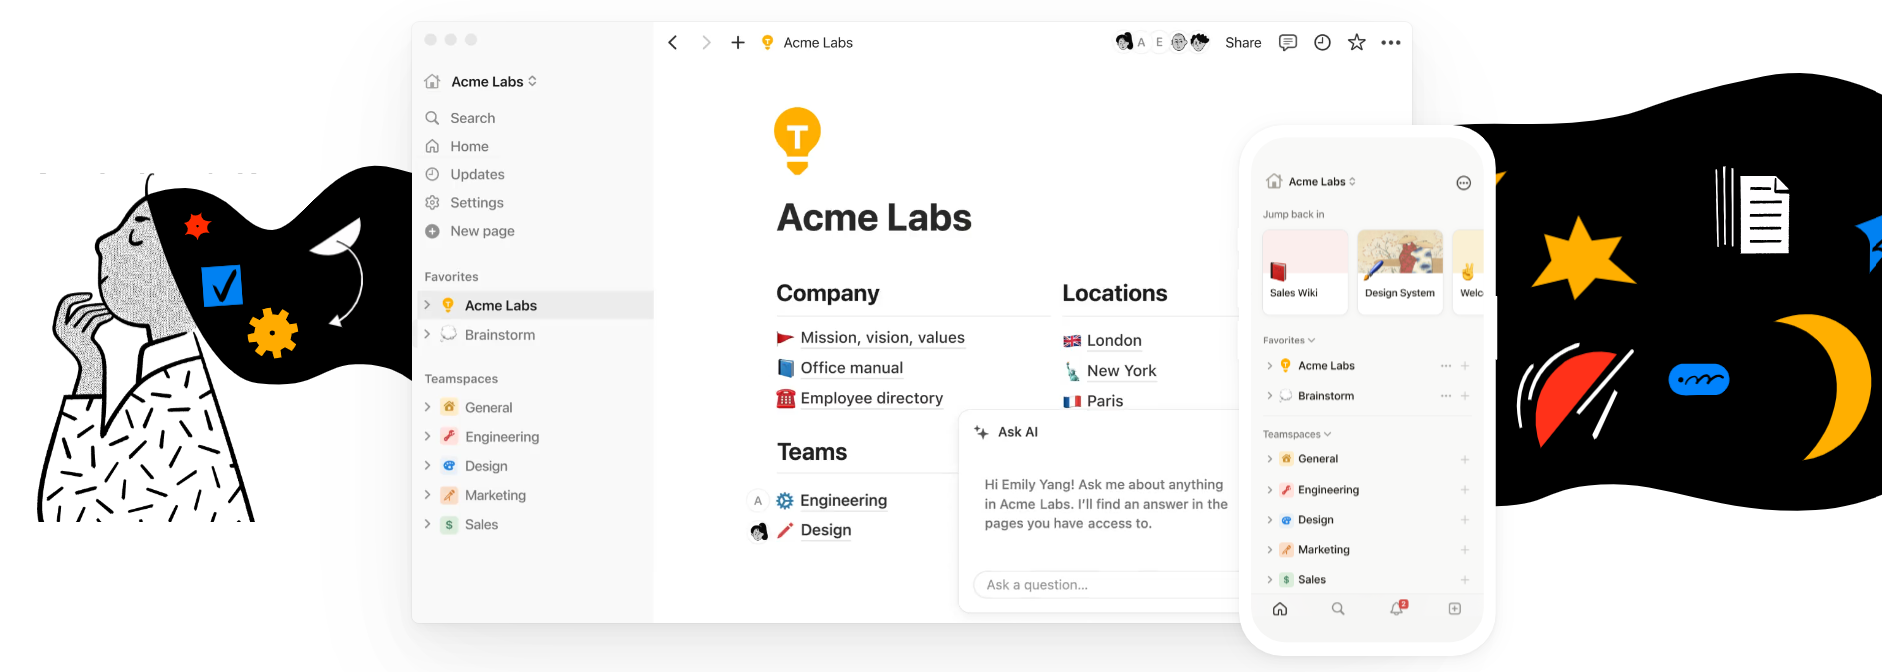 Acme Labs
Search
Home
Updates
Settings
New page
Favorites
Acme Labs
Brainstorm
Teamspaces
General
Engineering
Design
Marketing
$ Sales
Acme Labs
A E Share
T
Acme Labs
Company
Mission, vision, values
Office manual
Employee directory
Locations
London
New York
Paris
Teams
A Engineering
Design
Ask AI
Hi Emily Yang! Ask me about anything
in Acme Labs. I’ll find an answer in the
pages you have access to.
Ask a question...
Acme Labs
Jump back in
Sales Wiki
Design System
Welc
Favorites
Acme Labs
Brainstorm
Teamspaces
General
Engineering
Design
Marketing
$ Sales
2